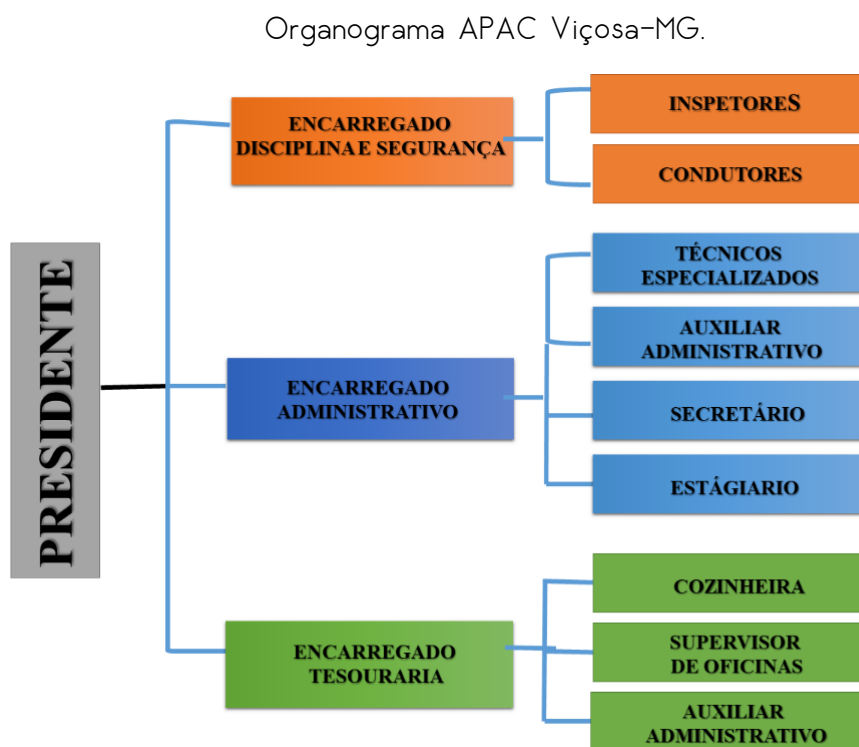 Organograma APAC Viçosa-MG.
PRESIDENTE
ENCARREGADO
DISCIPLINA E SEGURANÇA
INSPETORES
CONDUTORES
ENCARREGADO
ADMINISTRATIVO
TÉCNICOS
ESPECIALIZADOS
AUXILIAR
ADMINISTRATIVO
SECRETÁRIO
ESTÁGIARIO
ENCARREGADO
TESOURARIA
COZINHEIRA
SUPERVISOR
DE OFICINAS
AUXILIAR
ADMINISTRATIVO